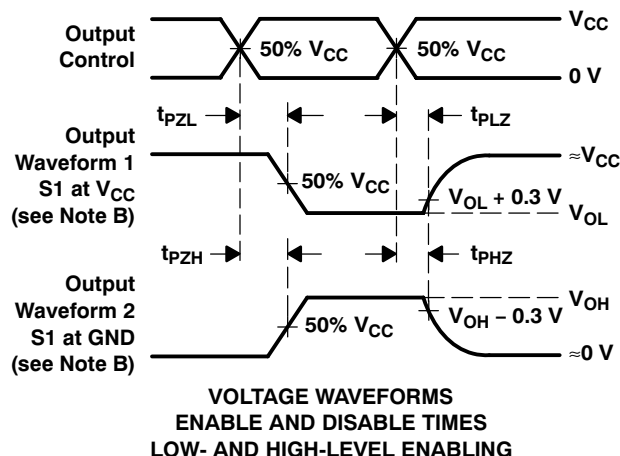 Output
Control
50% VCC
50% VCC
VCC
0 V
tPZL
tPLZ
Output
Waveform 1
S1 at VCC
(see Note B)
50% VCC
≈VCC
VOL + 0.3 V
VOL
tPZH
tPHZ
Output
Waveform 2
S1 at GND
(see Note B)
50% VCC
VOH
VOH − 0.3 V
≈0 V
VOLTAGE WAVEFORMS
ENABLE AND DISABLE TIMES
LOW- AND HIGH-LEVEL ENABLING